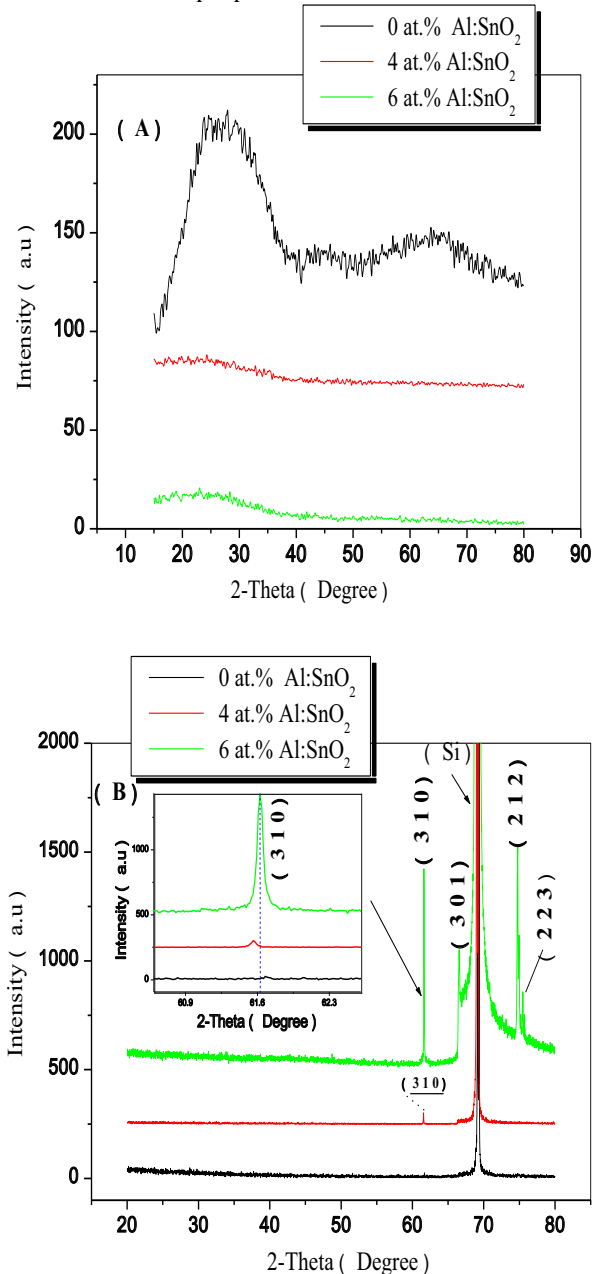 0 at.% Al:SnO₂
4 at.% Al:SnO₂
6 at.% Al:SnO₂
( A)
200
150
100
50
0
Intensity ( a.u)
10 20 30 40 50 60 70 80 90
2-Theta ( Degree)
0 at.% Al:SnO₂
4 at.% Al:SnO₂
6 at.% Al:SnO₂
( B)
2000
1500
1000
500
0
Intensity ( a.u)
( Si)
( 3 1 0 )
( 3 0 1 )
( 2 1 2 )
( 2 2 3 )
( 3 1 0 )
1000
500
0
Intensity ( a.u)
( 3 1 0 )
60.9 61.6 62.3
2-Theta ( Degree)
20 30 40 50 60 70 80
2-Theta ( Degree)